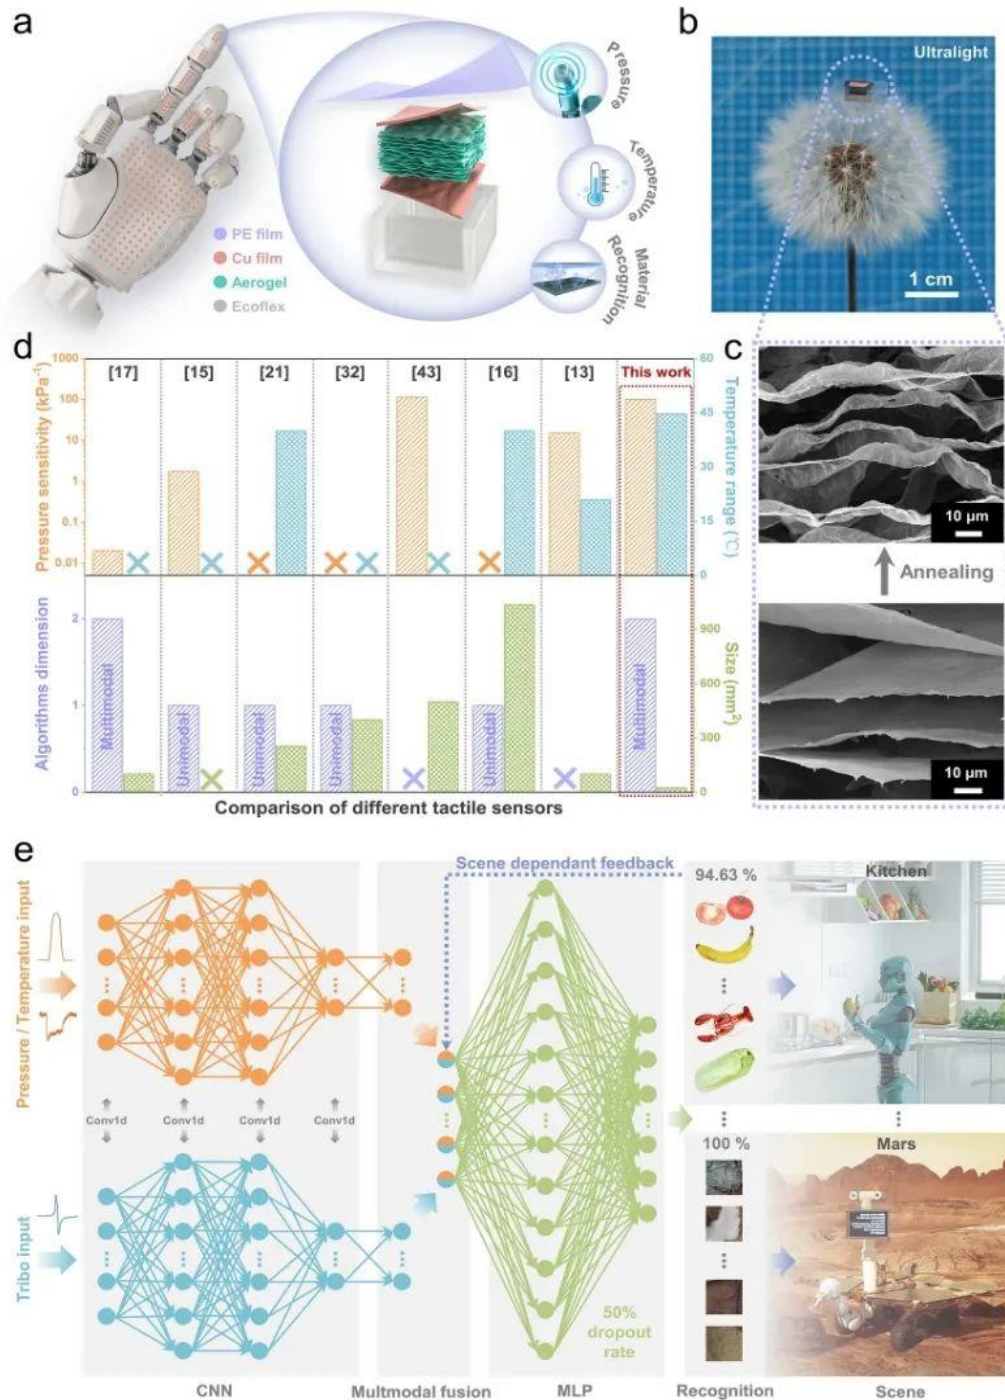 a
Pressure
Temperature
Material
Recognition
PE film
Cu film
Aerogel
Ecoflex
b
Ultralight
1 cm
c
10 μm
Annealing
10 μm
d
[17]
[15]
[21]
[32]
[43]
[16]
[13]
This work
Pressure sensitivity (kPa⁻¹)
1000
100
10
1
0.1
0.01
Temperature range (℃)
60
45
30
15
0
Algorithms dimension
2
1
0
Multimodal
Unimodal
Unimodal
Unimodal
Unimodal
Multimodal
Size (mm²)
900
600
300
0
Comparison of different tactile sensors
e
Pressure / Temperature input
Tribo input
Conv1d
Conv1d
Conv1d
Conv1d
Scene dependant feedback
50%
dropout
rate
94.63 %
100 %
Kitchen
Mars
CNN
Multmodal fusion
MLP
Recognition
Scene